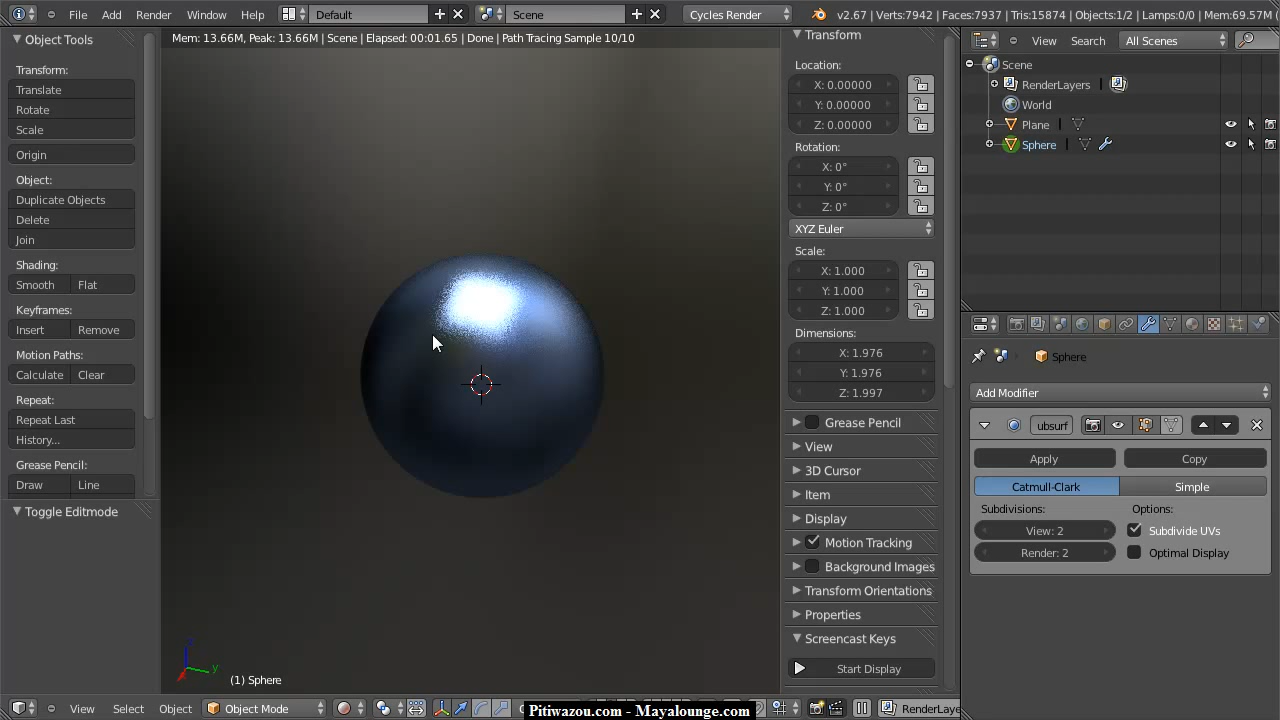 File Add Render Window Help Default Scene Cycles Render v2.67 | Verts:7942 | Faces:7937 | Tris:15874 | Objects:1/2 | Lamps:0/0 | Mem:69.57M
Object Tools
Mem: 13.66M, Peak: 13.66M | Scene | Elapsed: 00:01.65 | Done | Path Tracing Sample 10/10
Transform:
Translate
Rotate
Scale
Origin
Object:
Duplicate Objects
Delete
Join
Shading:
Smooth Flat
Keyframes:
Insert Remove
Motion Paths:
Calculate Clear
Repeat:
Repeat Last
History...
Grease Pencil:
Draw Line
Toggle Editmode
z
y
(1) Sphere
Transform
Location:
X: 0.00000
Y: 0.00000
Z: 0.00000
Rotation:
X: 0°
Y: 0°
Z: 0°
XYZ Euler
Scale:
X: 1.000
Y: 1.000
Z: 1.000
Dimensions:
X: 1.976
Y: 1.976
Z: 1.997
Grease Pencil
View
3D Cursor
Item
Display
Motion Tracking
Background Images
Transform Orientations
Properties
Screencast Keys
Start Display
View Search All Scenes
Scene
RenderLayers
World
Plane
Sphere
Sphere
Add Modifier
ubsurf
Apply Copy
Catmull-Clark Simple
Subdivisions: Options:
View: 2 Subdivide UVs
Render: 2 Optimal Display
View Select Object Object Mode RenderLaye
Pitiwazou.com - Mayalounge.com